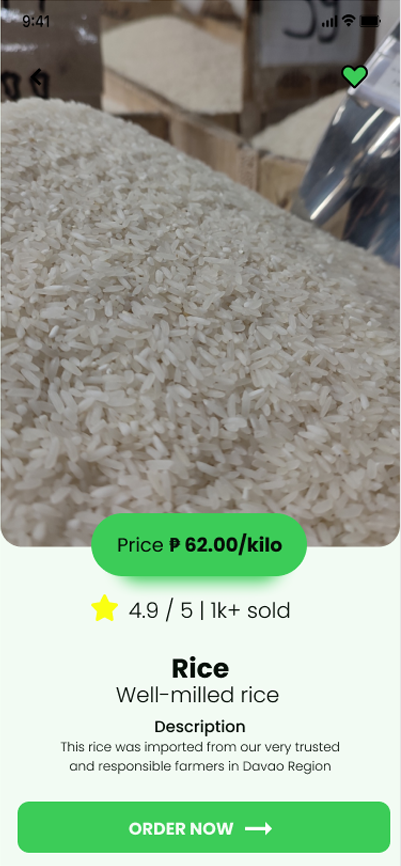 9:41
Price ₱ 62.00/kilo
4.9 / 5 | 1k+ sold
Rice
Well-milled rice
Description
This rice was imported from our very trusted
and responsible farmers in Davao Region
ORDER NOW